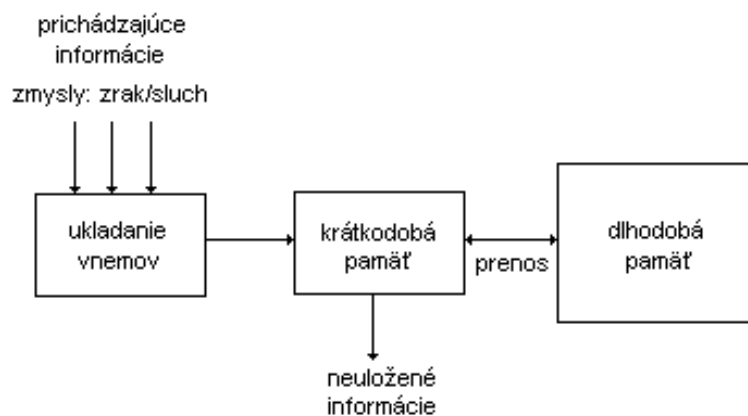 prichádzajúce
informácie
zmysly: zrak/sluch
ukladanie
vnemov
krátkodobá
pamäť
prenos
dlhodobá
pamäť
neuložené
informácie